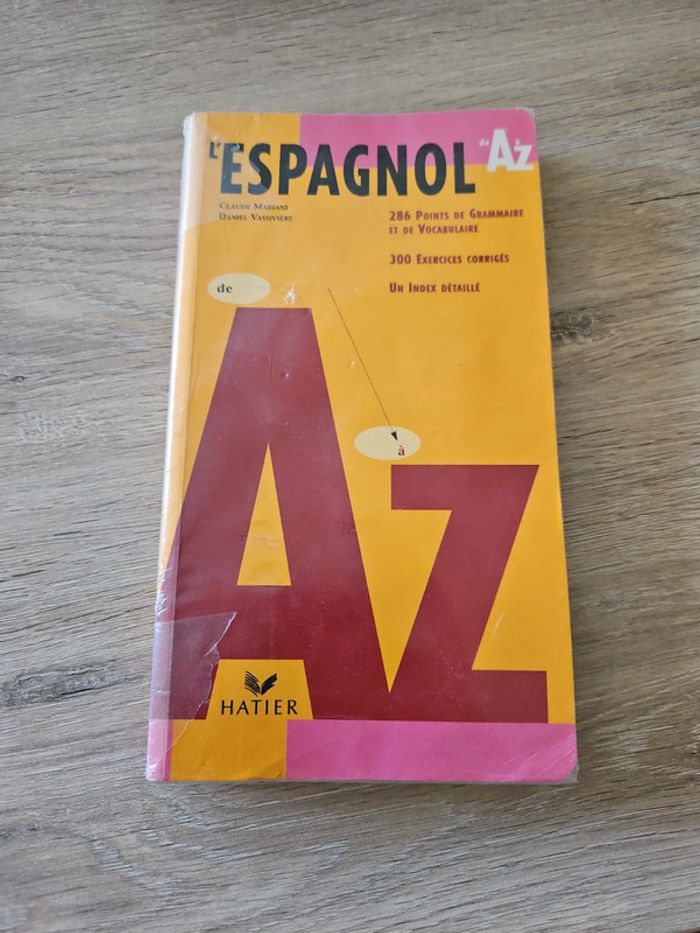 L'ESPAGNOL de A à Z
CLAUDE MARIANI
DANIEL VASSIVIÈRE
286 POINTS DE GRAMMAIRE
ET DE VOCABULAIRE
300 EXERCICES CORRIGÉS
UN INDEX DÉTAILLÉ
de
A
à
Z
HATIER